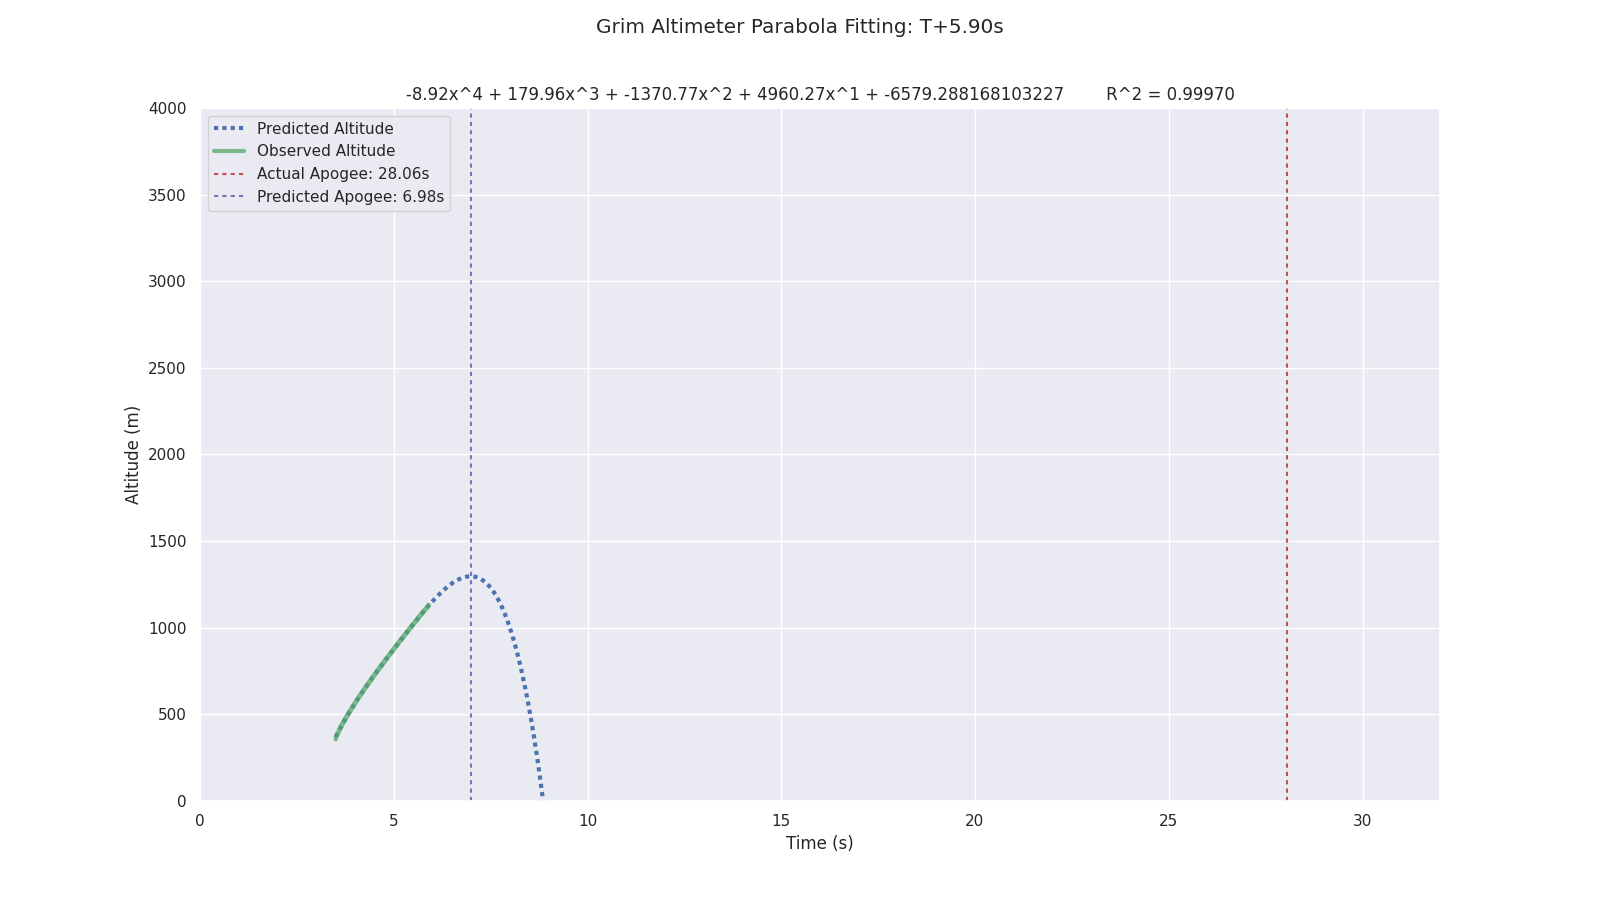 Grim Altimeter Parabola Fitting: T+5.90s
-8.92x^4 + 179.96x^3 + -1370.77x^2 + 4960.27x^1 + -6579.288168103227 R^2 = 0.99970
Predicted Altitude
Observed Altitude
Actual Apogee: 28.06s
Predicted Apogee: 6.98s
4000
3500
3000
2500
2000
1500
1000
500
0
Altitude (m)
0 5 10 15 20 25 30
Time (s)